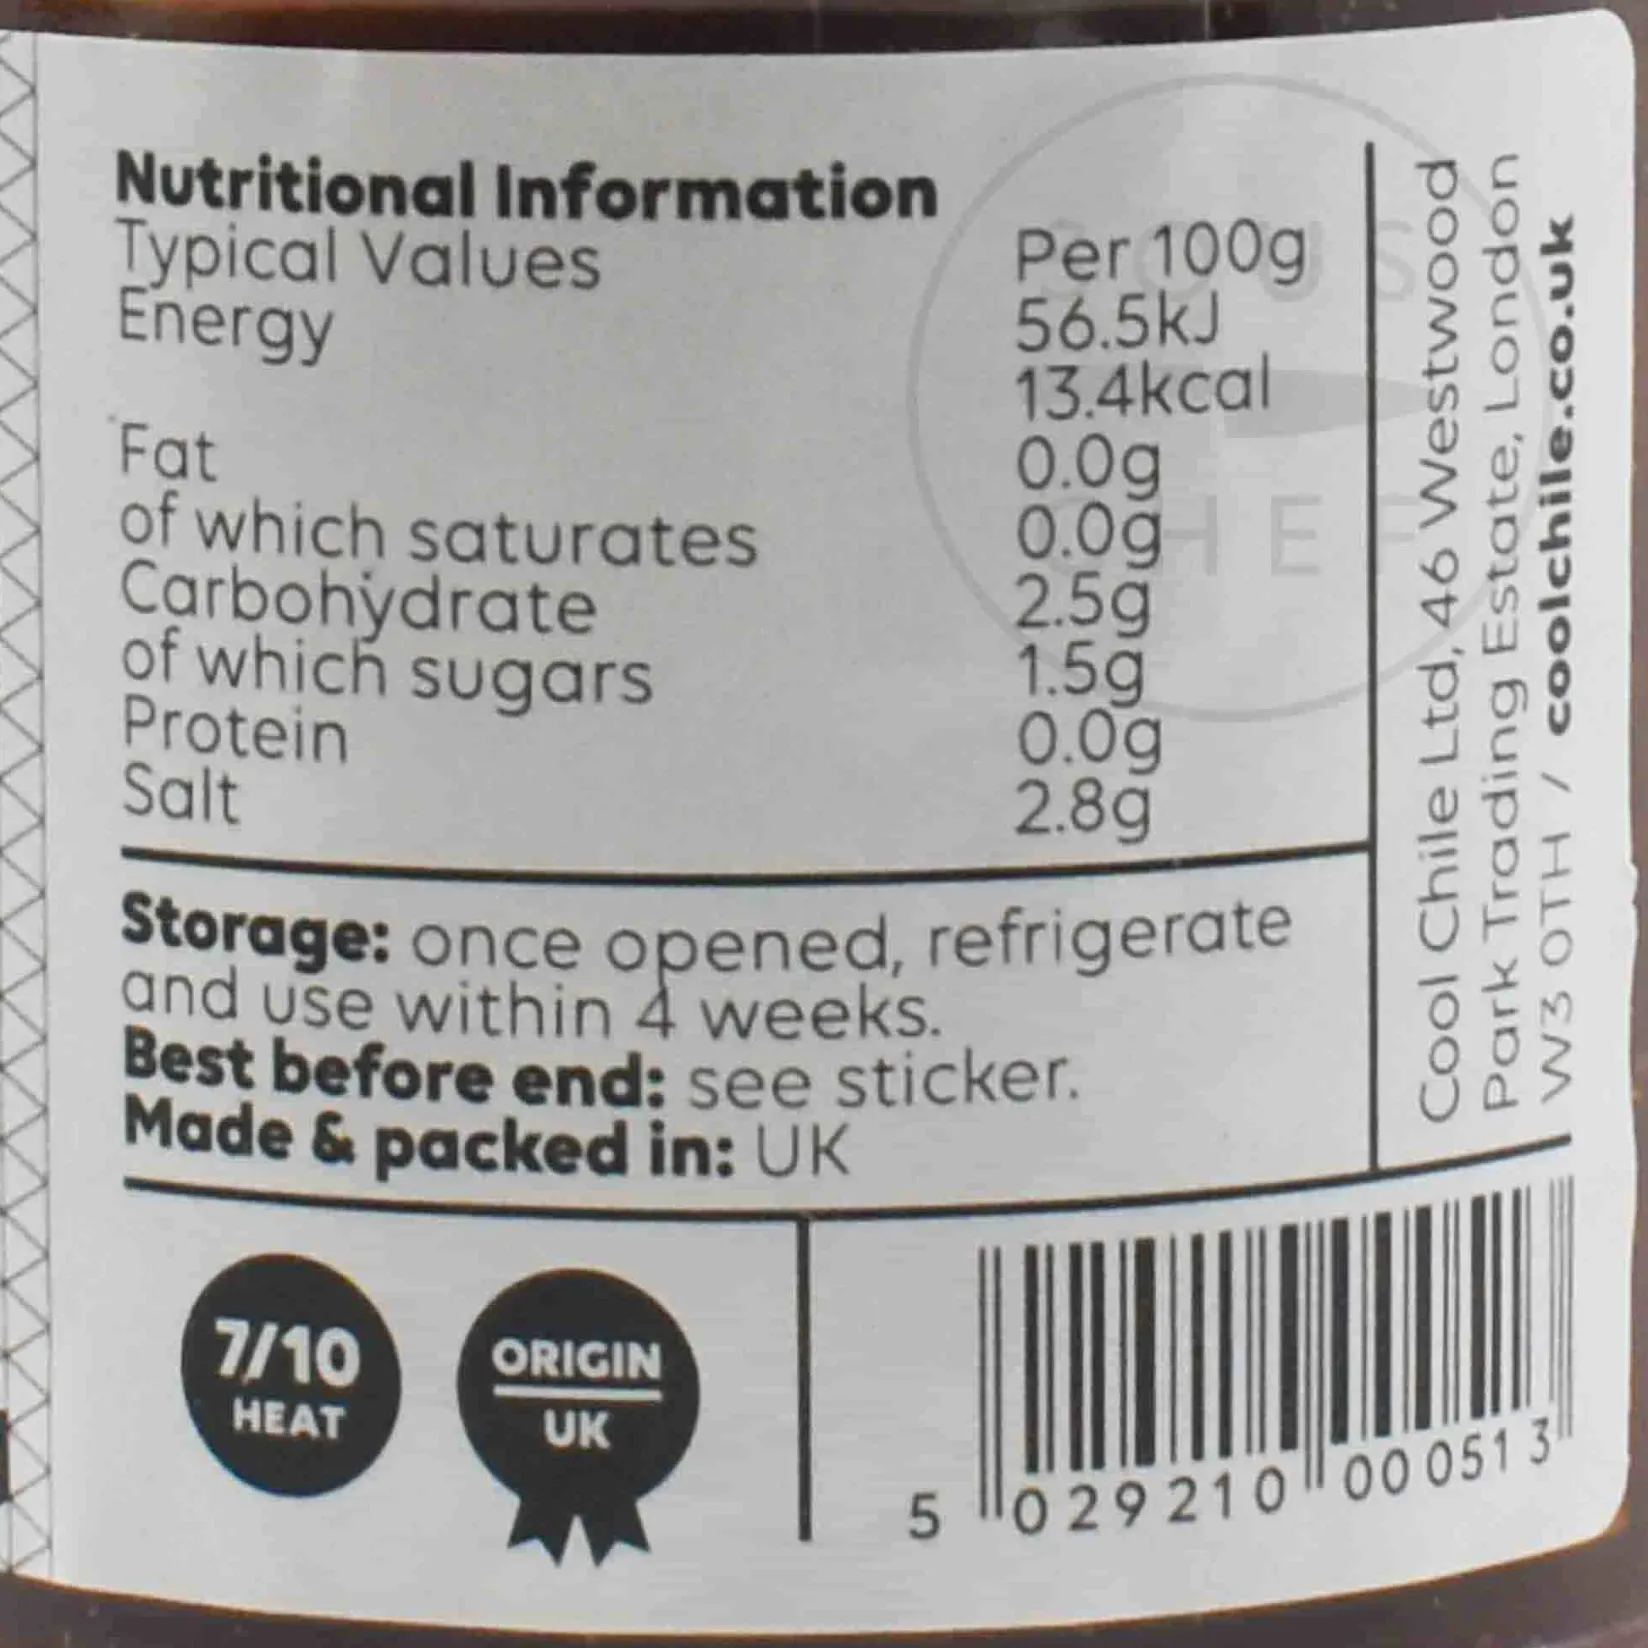 Nutritional Information
Typical Values Per 100g
Energy 56.5kJ
13.4kcal
Fat 0.0g
of which saturates 0.0g
Carbohydrate 2.5g
of which sugars 1.5g
Protein 0.0g
Salt 2.8g
Storage: once opened, refrigerate
and use within 4 weeks.
Best before end: see sticker.
Made & packed in: UK
Cool Chile Ltd, 46 Westwood
Park Trading Estate, London
W3 0TH / coolchile.co.uk
7/10
HEAT
ORIGIN
UK
5 029210 000513
SOUS
CHEF